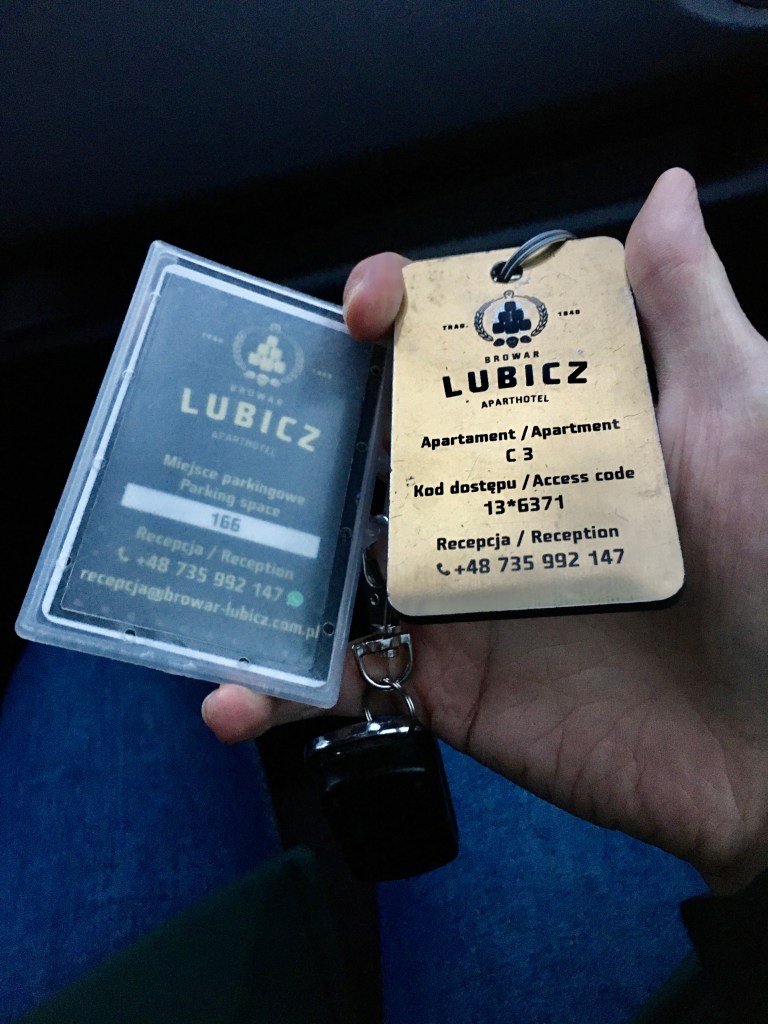 TRAD. 1840
BROWAR
LUBICZ
APARTHOTEL
Miejsce parkingowe
Parking space
166
Recepcja / Reception
+48 735 992 147
recepcja@browar-lubicz.com.pl
TRAD. 1840
BROWAR
LUBICZ
APARTHOTEL
Apartament / Apartment
C 3
Kod dostępu / Access code
13*6371
Recepcja / Reception
+48 735 992 147